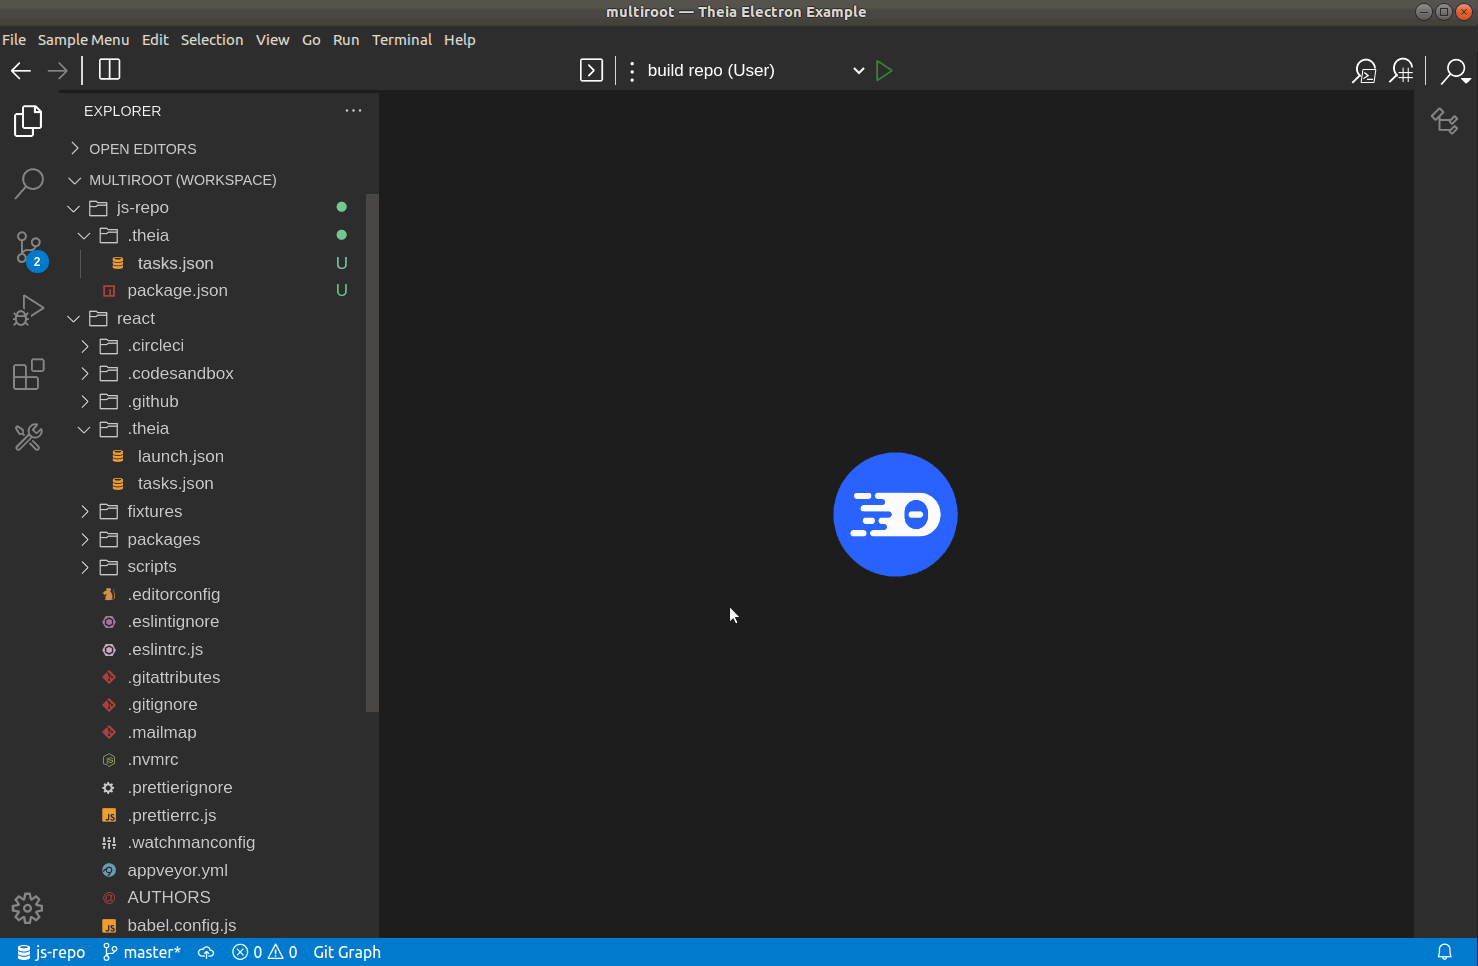 multiroot — Theia Electron Example
File Sample Menu Edit Selection View Go Run Terminal Help
build repo (User)
EXPLORER
OPEN EDITORS
MULTIROOT (WORKSPACE)
js-repo
.theia
tasks.json U
package.json U
react
.circleci
.codesandbox
.github
.theia
launch.json
tasks.json
fixtures
packages
scripts
.editorconfig
.eslintignore
.eslintrc.js
.gitattributes
.gitignore
.mailmap
.nvmrc
.prettierignore
.prettierrc.js
.watchmanconfig
appveyor.yml
AUTHORS
babel.config.js
2
js-repo master* 0 0 Git Graph